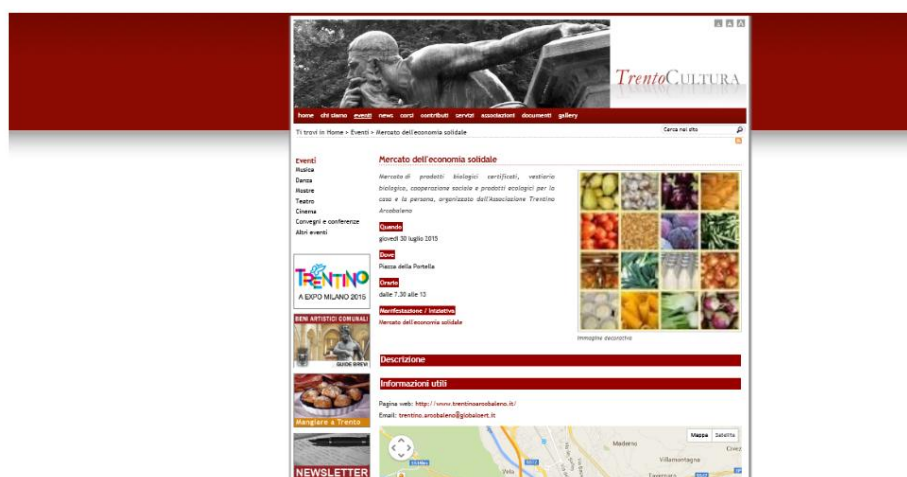 TrentoCULTURA
home chi siamo eventi news corsi contributi servizi associazioni documenti gallery
Ti trovi in Home > Eventi > Mercato dell'economia solidale
Cerca nel sito
Eventi
Musica
Danza
Mostre
Teatro
Cinema
Convegni e conferenze
Altri eventi
TRENTINO
A EXPO MILANO 2015
BENI ARTISTICI COMUNALI
GUIDE BREVI
Mangiare a Trento
NEWSLETTER
Mercato dell'economia solidale
Mercato di prodotti biologici certificati, vestiario
biologico, cooperazione sociale e prodotti ecologici per la
casa e la persona, organizzato dall'Associazione Trentino
Arcobaleno
Quando
giovedì 30 luglio 2015
Dove
Piazza della Portella
Orario
dalle 7.30 alle 13
Manifestazione / Iniziativa
Mercato dell'economia solidale
Immagine decorativa
Descrizione
Informazioni utili
Pagina web: http://www.trentinoarcobaleno.it/
Email: trentino.arcobaleno@globalcert.it
Mappa Satellite
Maderno
Civez
Villamontagna
Vela
Tavernaro